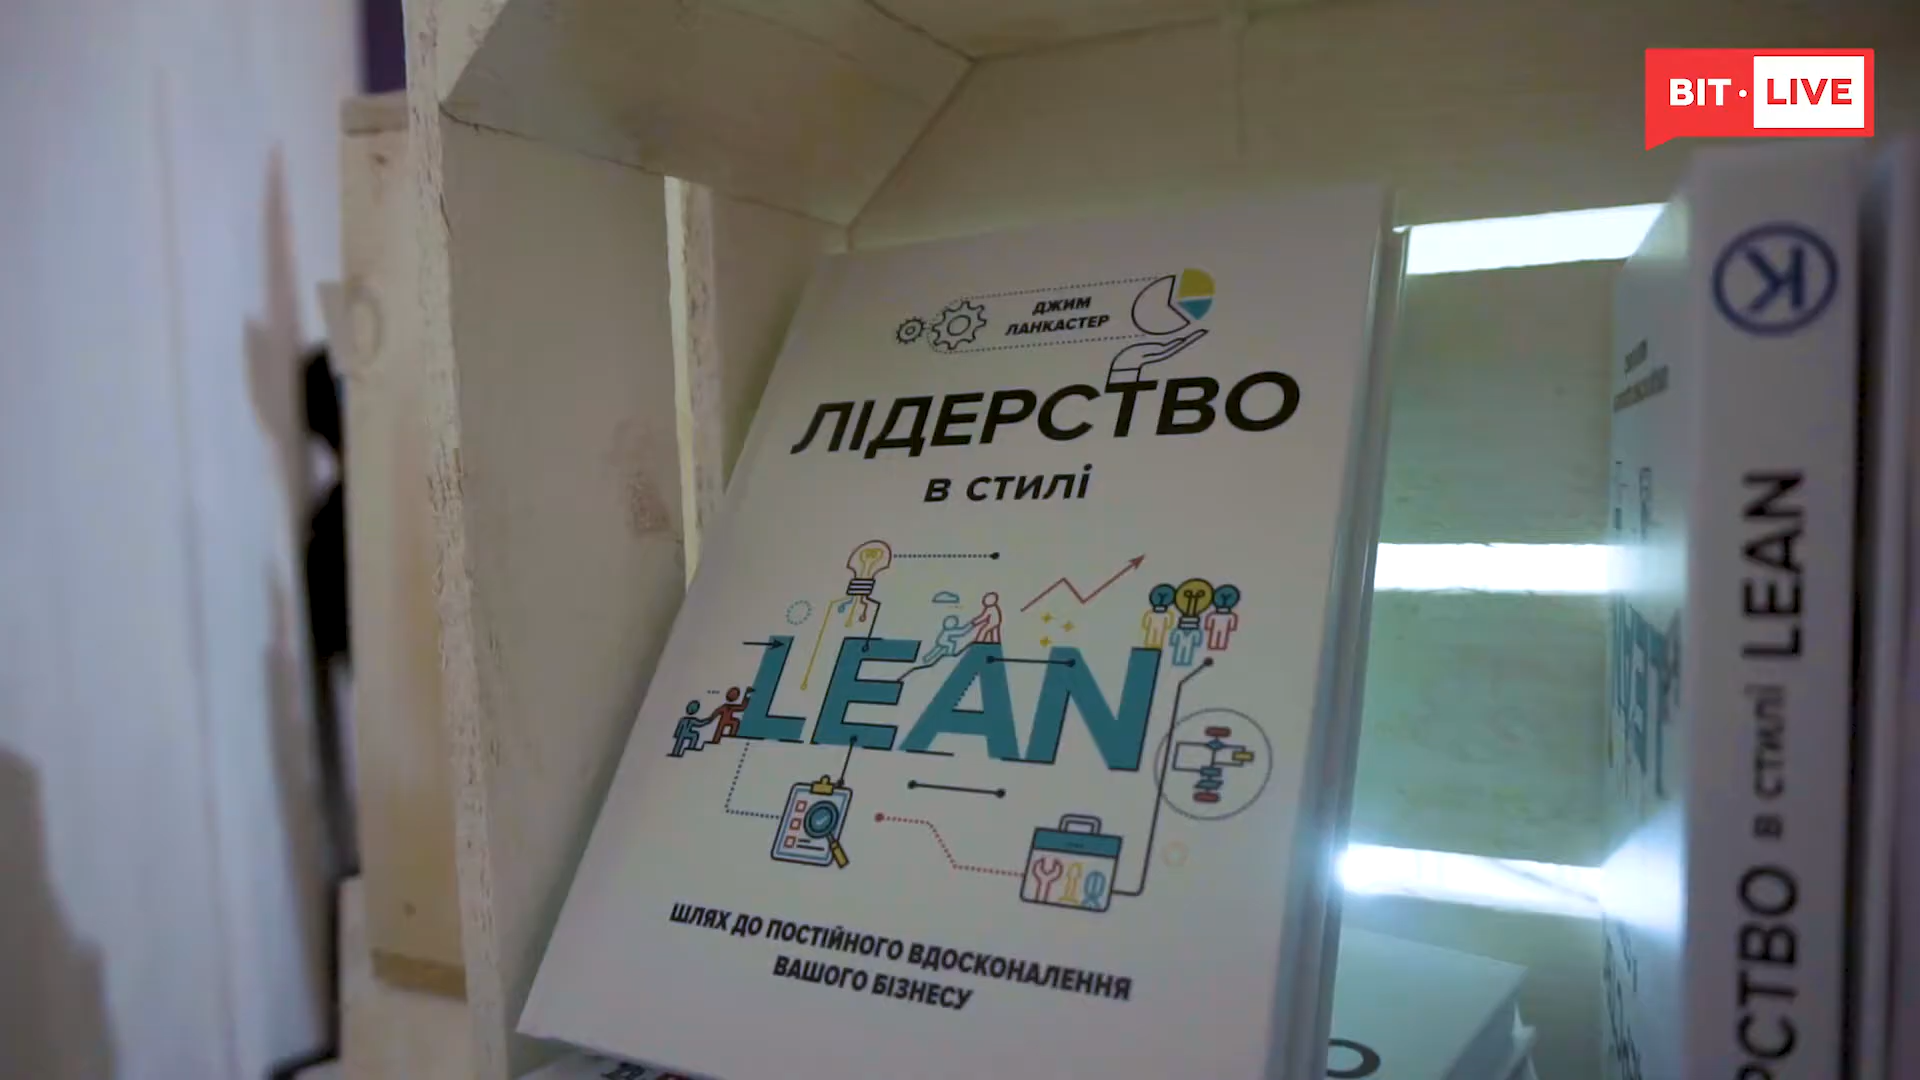 BIT • LIVE
ДЖИМ
ЛАНКАСТЕР
ЛІДЕРСТВО
В СТИЛІ
LEAN
ШЛЯХ ДО ПОСТІЙНОГО ВДОСКОНАЛЕННЯ
ВАШОГО БІЗНЕСУ
РСТВО В СТИЛІ LEAN
К